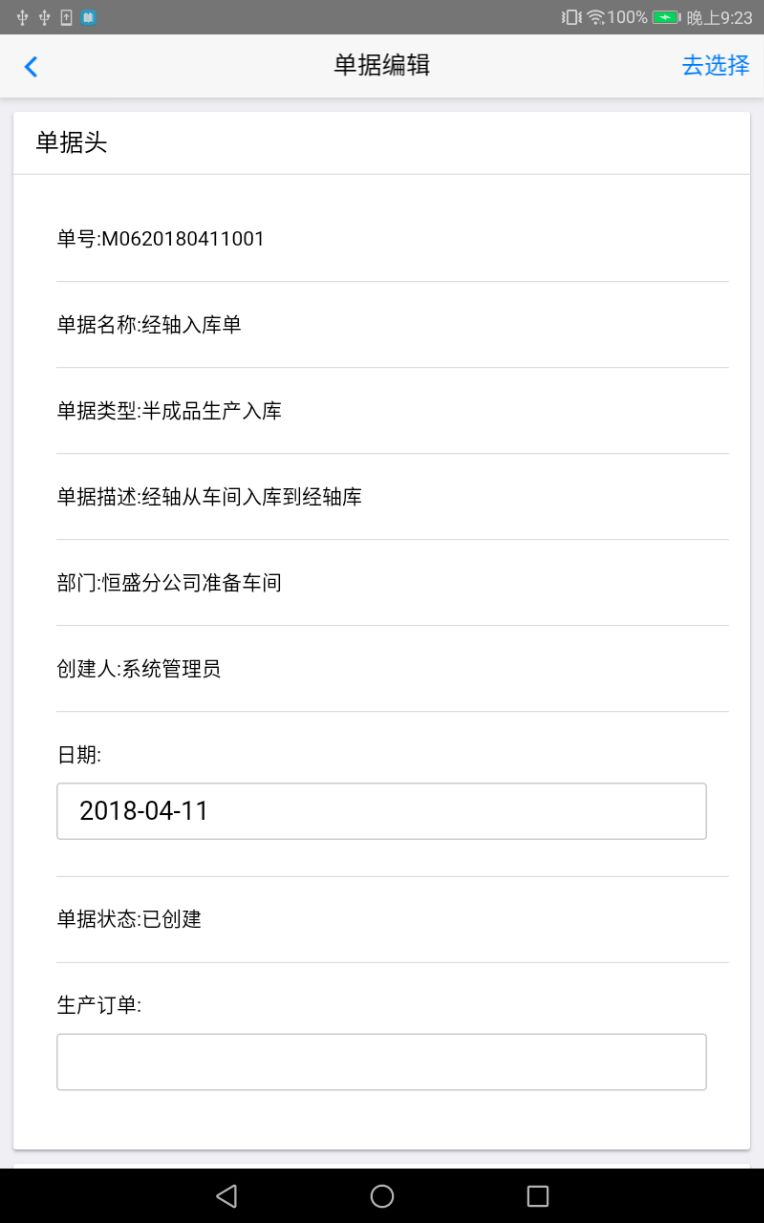 100% 晚上9:23
单据编辑
去选择
单据头
单号:M0620180411001
单据名称:经轴入库单
单据类型:半成品生产入库
单据描述:经轴从车间入库到经轴库
部门:恒盛分公司准备车间
创建人:系统管理员
日期:
2018-04-11
单据状态:已创建
生产订单: